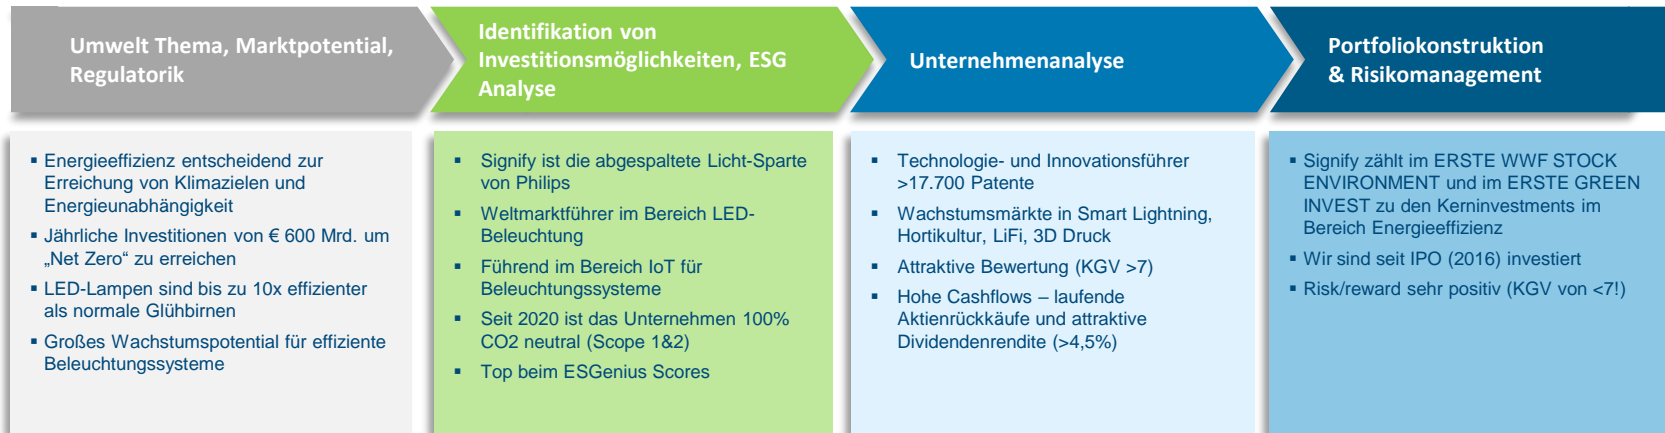 Umwelt Thema, Marktpotential,
Regulatorik
Identifikation von
Investitionsmöglichkeiten, ESG
Analyse
Unternehmenanalyse
Portfoliokonstruktion
& Risikomanagement
▪ Energieeffizienz entscheidend zur
Erreichung von Klimazielen und
Energieunabhängigkeit
▪ Jährliche Investitionen von € 600 Mrd. um
„Net Zero“ zu erreichen
▪ LED-Lampen sind bis zu 10x effizienter
als normale Glühbirnen
▪ Großes Wachstumspotential für effiziente
Beleuchtungssysteme
▪ Signify ist die abgespaltete Licht-Sparte
von Philips
▪ Weltmarktführer im Bereich LED-
Beleuchtung
▪ Führend im Bereich IoT für
Beleuchtungssysteme
▪ Seit 2020 ist das Unternehmen 100%
CO2 neutral (Scope 1&2)
▪ Top beim ESGenius Scores
▪ Technologie- und Innovationsführer
>17.700 Patente
▪ Wachstumsmärkte in Smart Lightning,
Hortikultur, LiFi, 3D Druck
▪ Attraktive Bewertung (KGV >7)
▪ Hohe Cashflows – laufende
Aktienrückkäufe und attraktive
Dividendenrendite (>4,5%)
▪ Signify zählt im ERSTE WWF STOCK
ENVIRONMENT und im ERSTE GREEN
INVEST zu den Kerninvestments im
Bereich Energieeffizienz
▪ Wir sind seit IPO (2016) investiert
▪ Risk/reward sehr positiv (KGV von <7!)